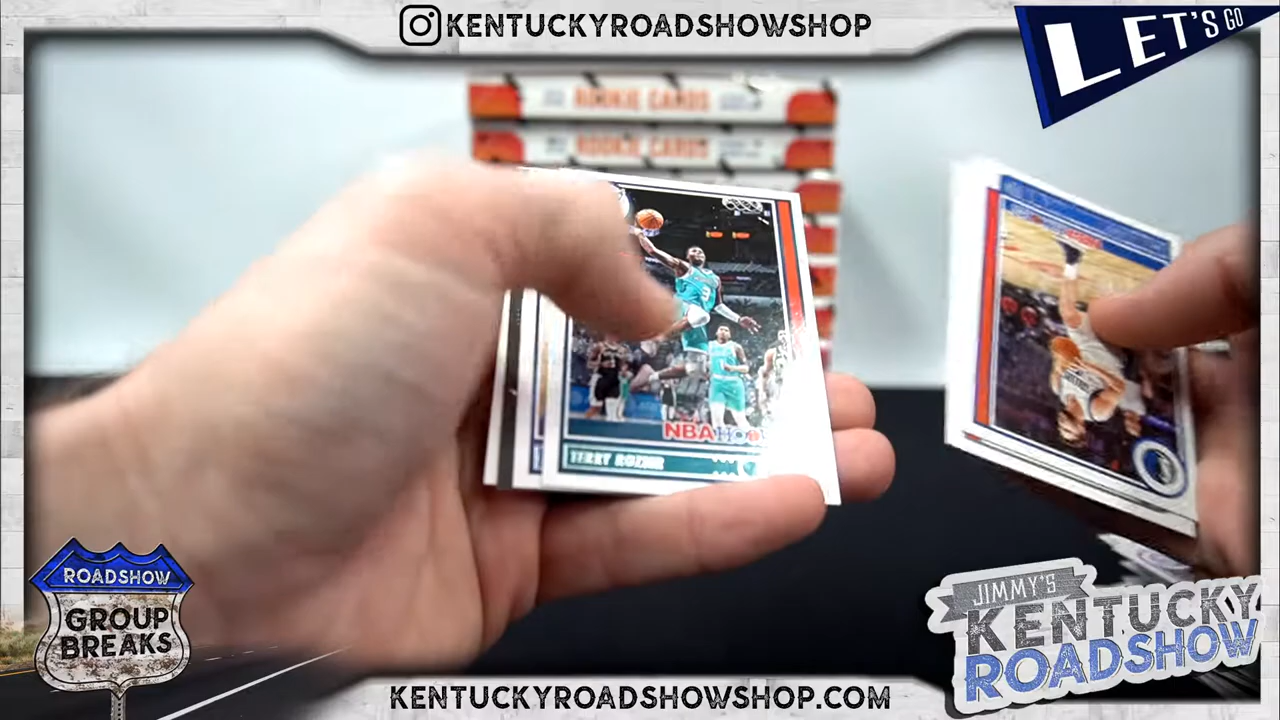 KENTUCKYROADSHOWSHOP
LET'S GO
ROOKIE CARDS
ROOKIE CARDS
NBA HOO
TERRY ROZIER
ROADSHOW
GROUP
BREAKS
JIMMY'S
KENTUCKY
ROADSHOW
KENTUCKYROADSHOWSHOP.COM